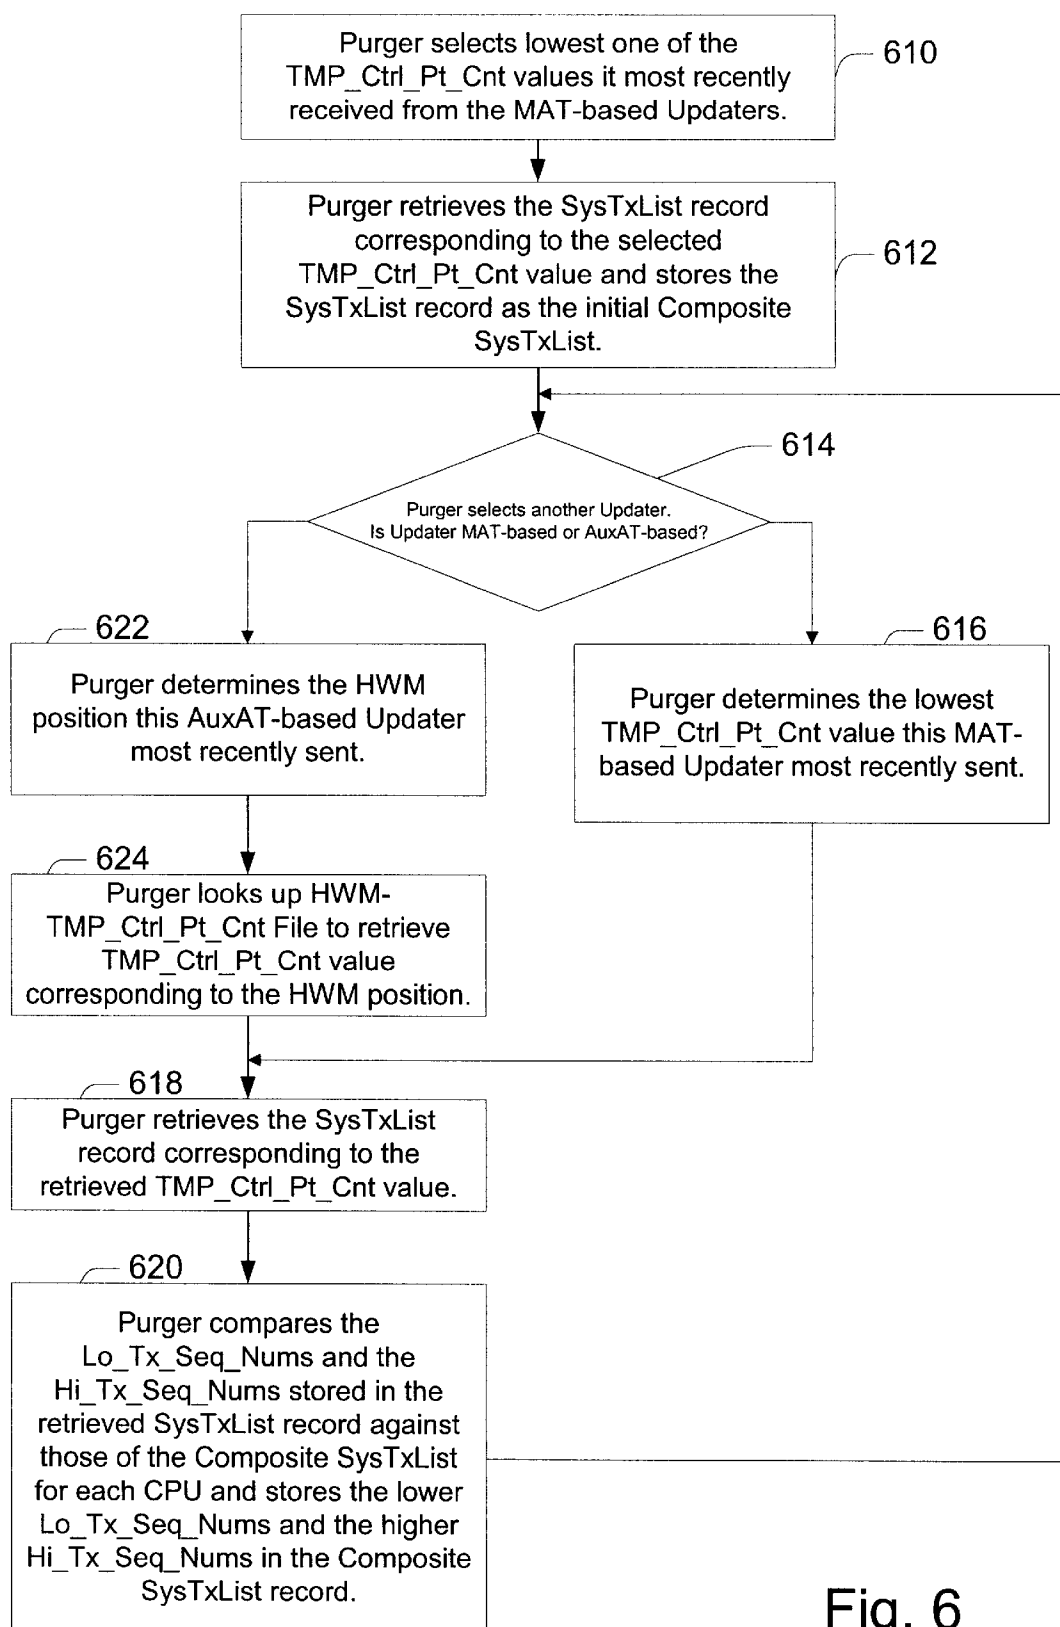 Purger selects lowest one of the
TMP_Ctrl_Pt_Cnt values it most recently
received from the MAT-based Updaters.
610
Purger retrieves the SysTxList record
corresponding to the selected
TMP_Ctrl_Pt_Cnt value and stores the
SysTxList record as the initial Composite
SysTxList.
612
614
Purger selects another Updater.
Is Updater MAT-based or AuxAT-based?
622
Purger determines the HWM
position this AuxAT-based Updater
most recently sent.
616
Purger determines the lowest
TMP_Ctrl_Pt_Cnt value this MAT-
based Updater most recently sent.
624
Purger looks up HWM-
TMP_Ctrl_Pt_Cnt File to retrieve
TMP_Ctrl_Pt_Cnt value
corresponding to the HWM position.
618
Purger retrieves the SysTxList
record corresponding to the
retrieved TMP_Ctrl_Pt_Cnt value.
620
Purger compares the
Lo_Tx_Seq_Nums and the
Hi_Tx_Seq_Nums stored in the
retrieved SysTxList record against
those of the Composite SysTxList
for each CPU and stores the lower
Lo_Tx_Seq_Nums and the higher
Hi_Tx_Seq_Nums in the Composite
SysTxList record.
Fig. 6